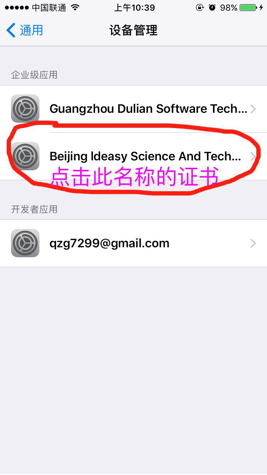 中国联通 上午10:39 98%
通用 设备管理
企业级应用
Guangzhou Dulian Software Tech...
Beijing Ideasy Science And Tech...
点击此名称的证书
开发者应用
qzg7299@gmail.com